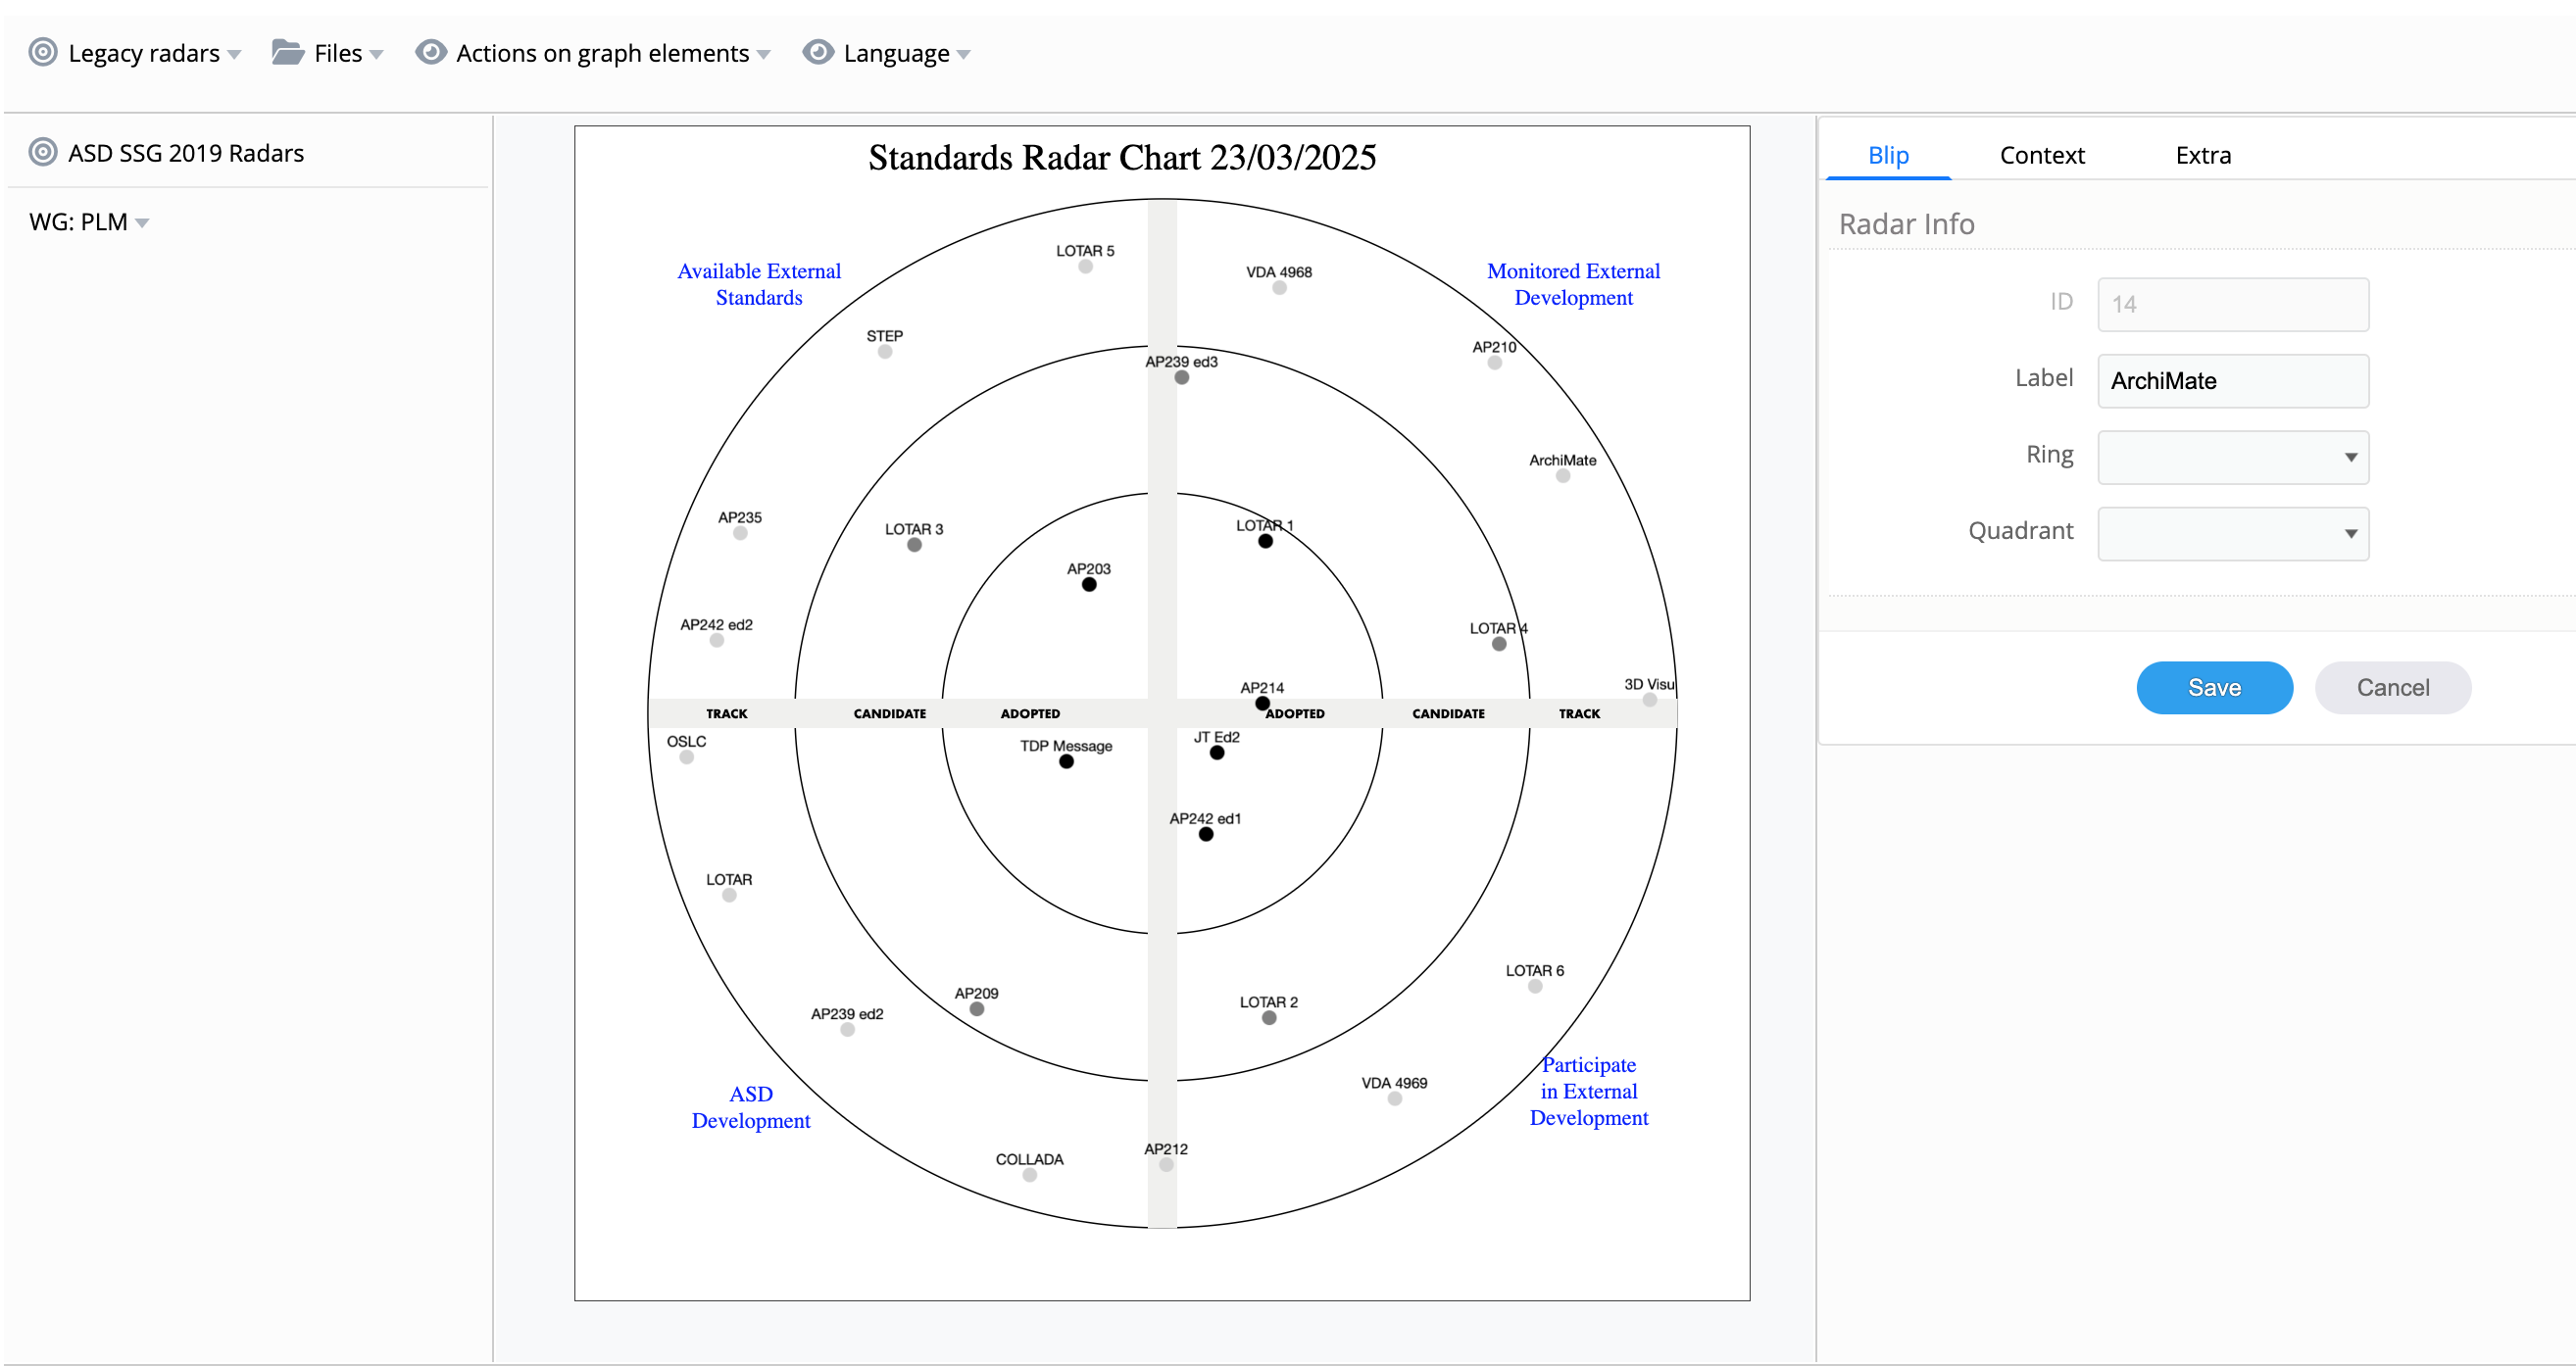 Legacy radars
Files
Actions on graph elements
Language
ASD SSG 2019 Radars
WG: PLM
Standards Radar Chart 23/03/2025
Available External
Standards
Monitored External
Development
LOTAR 5
VDA 4968
STEP
AP239 ed3
AP210
ArchiMate
AP235
LOTAR 3
LOTAR 1
AP203
AP242 ed2
LOTAR 4
AP214
3D Visu
TRACK
CANDIDATE
ADOPTED
ADOPTED
CANDIDATE
TRACK
OSLC
TDP Message
JT Ed2
AP242 ed1
LOTAR
LOTAR 6
AP209
LOTAR 2
AP239 ed2
VDA 4969
ASD
Development
Participate
in External
Development
COLLADA
AP212
Blip
Context
Extra
Radar Info
ID
14
Label
ArchiMate
Ring
Quadrant
Save
Cancel